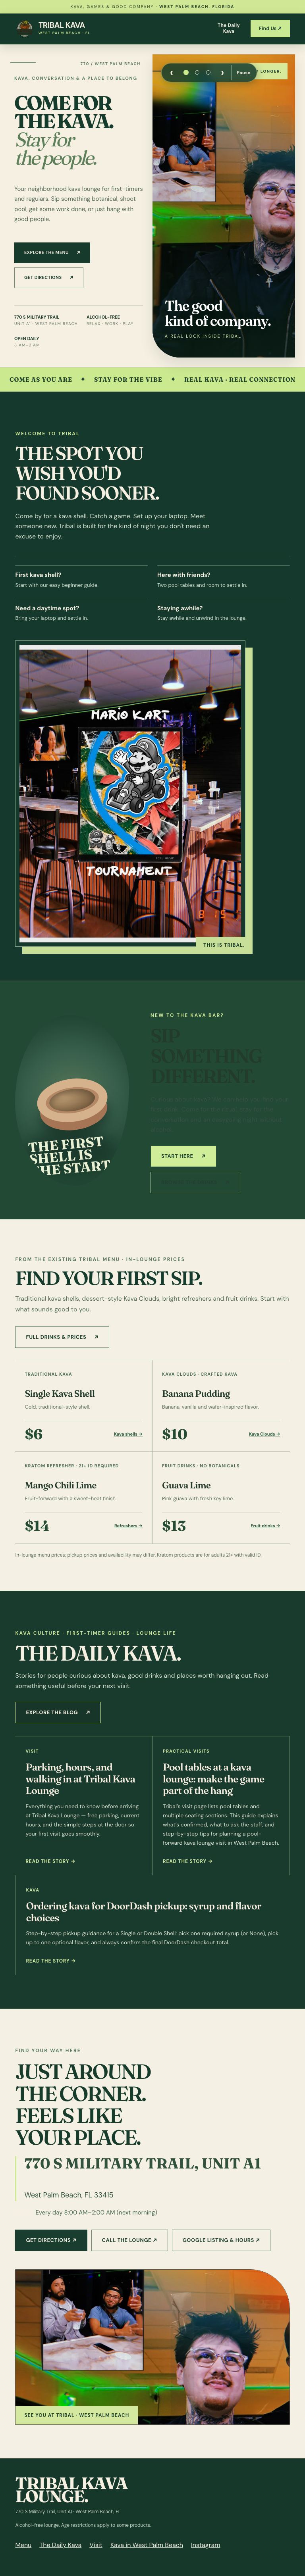 KAVA, GAMES & GOOD COMPANY · WEST PALM BEACH, FLORIDA
TRIBAL KAVA
WEST PALM BEACH · FL
The Daily
Kava
Find Us ↗
770 / WEST PALM BEACH
KAVA, CONVERSATION & A PLACE TO BELONG
COME FOR
THE KAVA.
Stay for
the people.
Your neighborhood kava lounge for first-timers
and regulars. Sip something botanical, shoot
pool, get some work done, or just hang with
good people.
EXPLORE THE MENU ↗
GET DIRECTIONS ↗
770 S MILITARY TRAIL
UNIT A1 · WEST PALM BEACH
ALCOHOL-FREE
RELAX · WORK · PLAY
OPEN DAILY
8 AM–2 AM
Pause
LONGER.
The good
kind of company.
A REAL LOOK INSIDE TRIBAL
COME AS YOU ARE ✦ STAY FOR THE VIBE ✦ REAL KAVA · REAL CONNECTION
WELCOME TO TRIBAL
THE SPOT YOU
WISH YOU'D
FOUND SOONER.
Come by for a kava shell. Catch a game. Set up your laptop. Meet
someone new. Tribal is built for the kind of night you don't need an
excuse to enjoy.
First kava shell?
Start with our easy beginner guide.
Here with friends?
Two pool tables and room to settle in.
Need a daytime spot?
Bring your laptop and settle in.
Staying awhile?
Stay awhile and unwind in the lounge.
MARIO KART
TOURNAMENT
8 15
THIS IS TRIBAL.
NEW TO THE KAVA BAR?
SIP
SOMETHING
DIFFERENT.
THE FIRST
SHELL IS
THE START
START HERE ↗
FROM THE EXISTING TRIBAL MENU · IN-LOUNGE PRICES
FIND YOUR FIRST SIP.
Traditional kava shells, dessert-style Kava Clouds, bright refreshers and fruit drinks. Start with
what sounds good to you.
FULL DRINKS & PRICES ↗
TRADITIONAL KAVA
Single Kava Shell
Cold, traditional-style shell.
$6
Kava shells →
KAVA CLOUDS · CRAFTED KAVA
Banana Pudding
Banana, vanilla and wafer-inspired flavor.
$10
Kava Clouds →
KRATOM REFRESHER · 21+ ID REQUIRED
Mango Chili Lime
Fruit-forward with a sweet-heat finish.
$14
Refreshers →
FRUIT DRINKS · NO BOTANICALS
Guava Lime
Pink guava with fresh key lime.
$13
Fruit drinks →
In-lounge menu prices; pickup prices and availability may differ. Kratom products are for adults 21+ with valid ID.
KAVA CULTURE · FIRST-TIMER GUIDES · LOUNGE LIFE
THE DAILY KAVA.
Stories for people curious about kava, good drinks and places worth hanging out. Read
something useful before your next visit.
EXPLORE THE BLOG ↗
VISIT
Parking, hours, and
walking in at Tribal Kava
Lounge
Everything you need to know before arriving
at Tribal Kava Lounge — free parking, current
hours, and the simple steps at the door so
your first visit goes smoothly.
READ THE STORY →
PRACTICAL VISITS
Pool tables at a kava
lounge: make the game
part of the hang
Tribal's visit page lists pool tables and
multiple seating options. This guide explains
what's confirmed, what to ask the staff, and
step-by-step tips for planning a pool-
forward kava lounge visit in West Palm Beach.
READ THE STORY →
KAVA
Ordering kava for DoorDash pickup: syrup and flavor
choices
Step-by-step pickup guidance for a Single or Double Shell: pick one required syrup (or None), pick
up to one optional flavor, and always confirm the final DoorDash checkout total.
READ THE STORY →
FIND YOUR WAY HERE
JUST AROUND
THE CORNER.
FEELS LIKE
YOUR PLACE.
770 S MILITARY TRAIL, UNIT A1
West Palm Beach, FL 33415
Every day 8:00 AM–2:00 AM (next morning)
GET DIRECTIONS ↗
CALL THE LOUNGE ↗
GOOGLE LISTING & HOURS ↗
SEE YOU AT TRIBAL · WEST PALM BEACH
TRIBAL KAVA
LOUNGE.
770 S Military Trail, Unit A1 · West Palm Beach, FL
Alcohol-free lounge. Age restrictions apply to some products.
Menu The Daily Kava Visit Kava in West Palm Beach Instagram